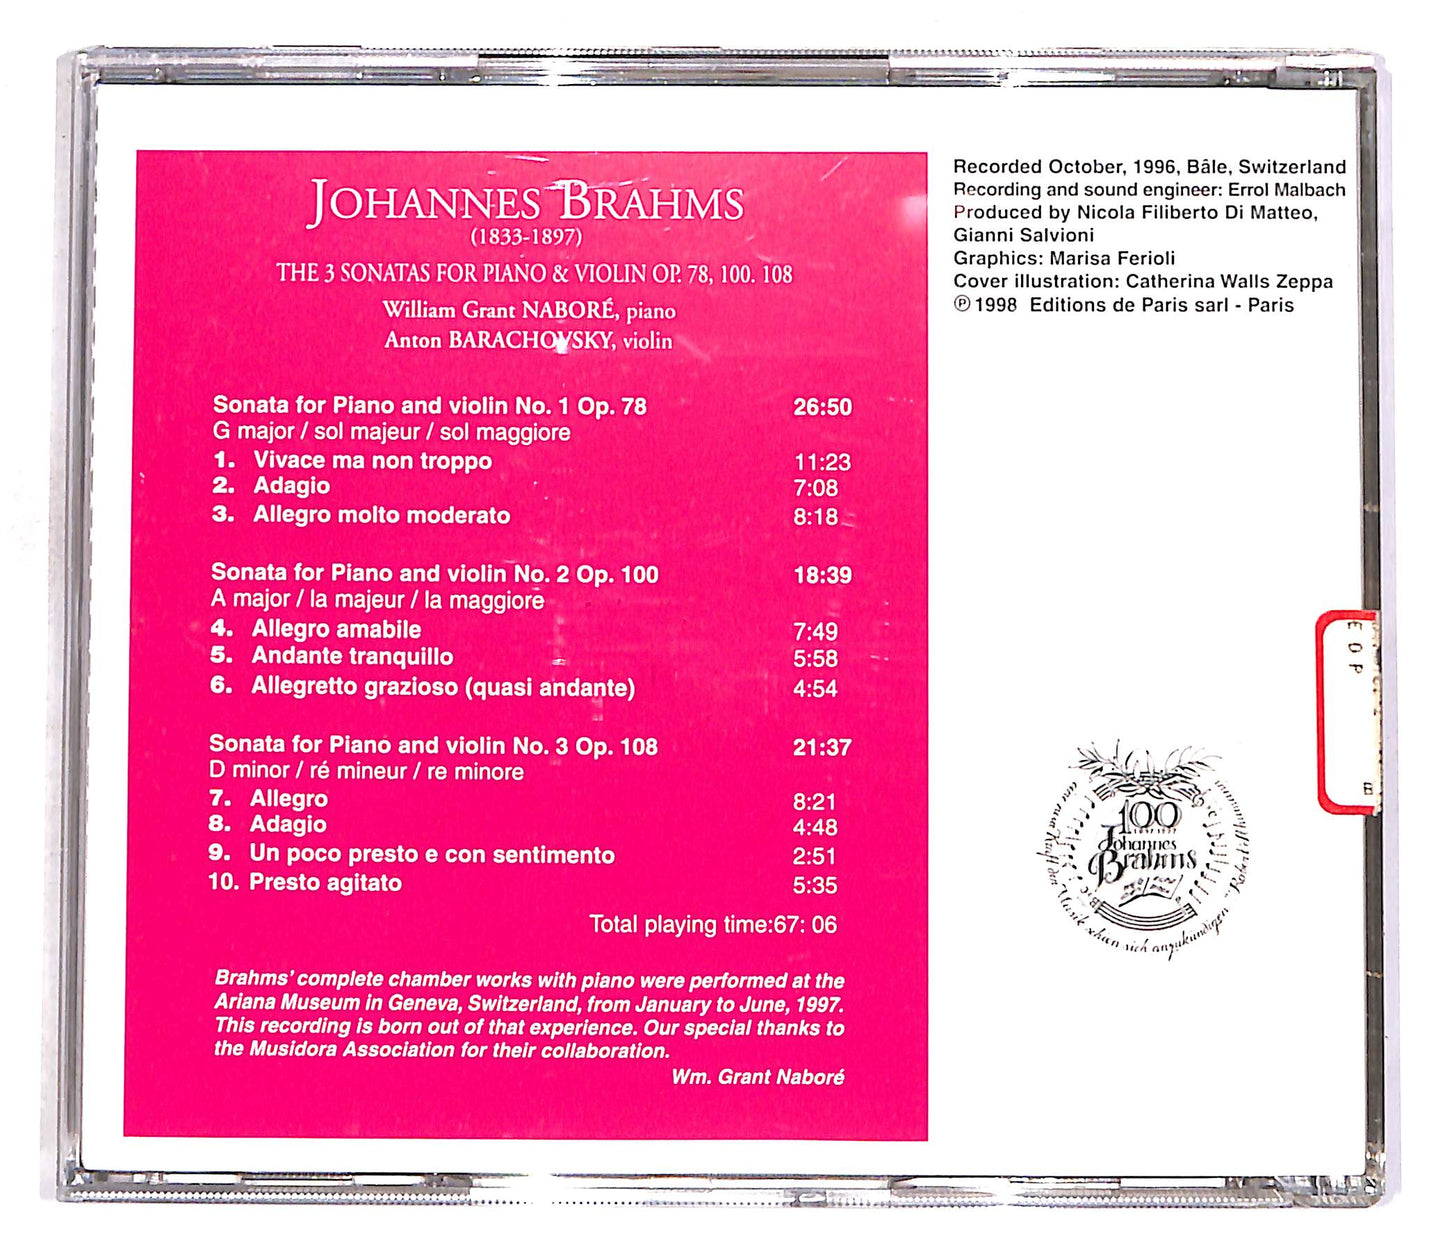 JOHANNES BRAHMS
(1833-1897)
THE 3 SONATAS FOR PIANO & VIOLIN OP. 78, 100. 108
William Grant NABORÉ, piano
Anton BARACHOVSKY, violin
Sonata for Piano and violin No. 1 Op. 78 26:50
G major / sol majeur / sol maggiore
1. Vivace ma non troppo 11:23
2. Adagio 7:08
3. Allegro molto moderato 8:18
Sonata for Piano and violin No. 2 Op. 100 18:39
A major / la majeur / la maggiore
4. Allegro amabile 7:49
5. Andante tranquillo 5:58
6. Allegretto grazioso (quasi andante) 4:54
Sonata for Piano and violin No. 3 Op. 108 21:37
D minor / ré mineur / re minore
7. Allegro 8:21
8. Adagio 4:48
9. Un poco presto e con sentimento 2:51
10. Presto agitato 5:35
Total playing time:67: 06
Brahms' complete chamber works with piano were performed at the
Ariana Museum in Geneva, Switzerland, from January to June, 1997.
This recording is born out of that experience. Our special thanks to
the Musidora Association for their collaboration.
Wm. Grant Naboré
Recorded October, 1996, Bâle, Switzerland
Recording and sound engineer: Errol Malbach
Produced by Nicola Filiberto Di Matteo,
Gianni Salvioni
Graphics: Marisa Ferioli
Cover illustration: Catherina Walls Zeppa
℗ 1998 Editions de Paris sarl - Paris
100
1897-1997
Johannes
Brahms